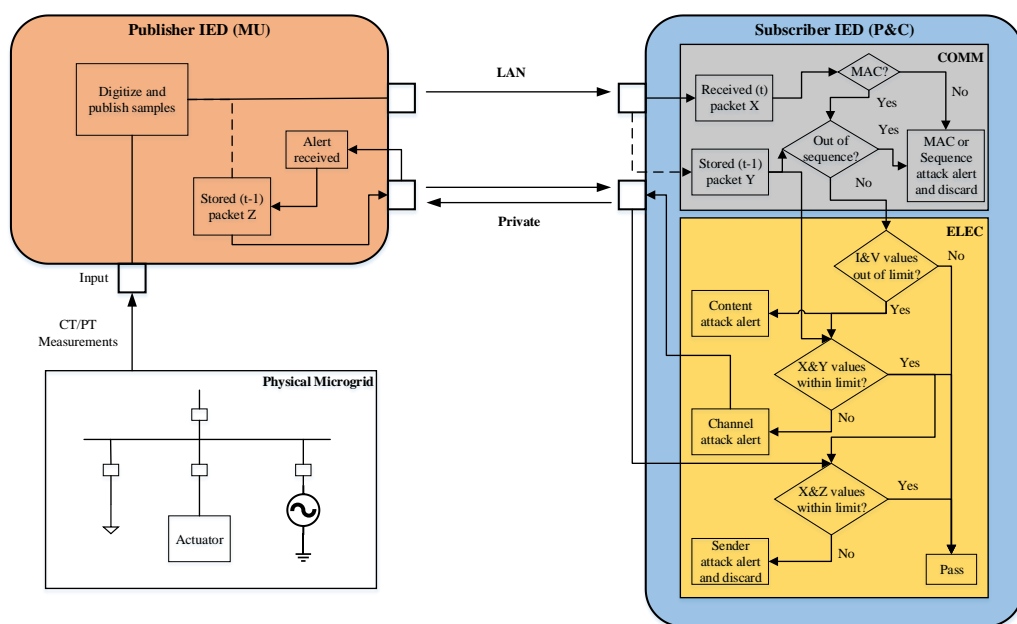 Publisher IED (MU)
Digitize and
publish samples
Alert
received
Stored (t-1)
packet Z
Input
CT/PT
Measurements
Physical Microgrid
Actuator
LAN
Private
Subscriber IED (P&C)
COMM
Received (t)
packet X
MAC?
No
Yes
Stored (t-1)
packet Y
Out of
sequence?
Yes
No
MAC or
Sequence
attack alert
and discard
ELEC
I&V values
out of limit?
No
Yes
Content
attack alert
X&Y values
within limit?
Yes
No
Channel
attack alert
X&Z values
within limit?
Yes
No
Sender
attack alert
and discard
Pass